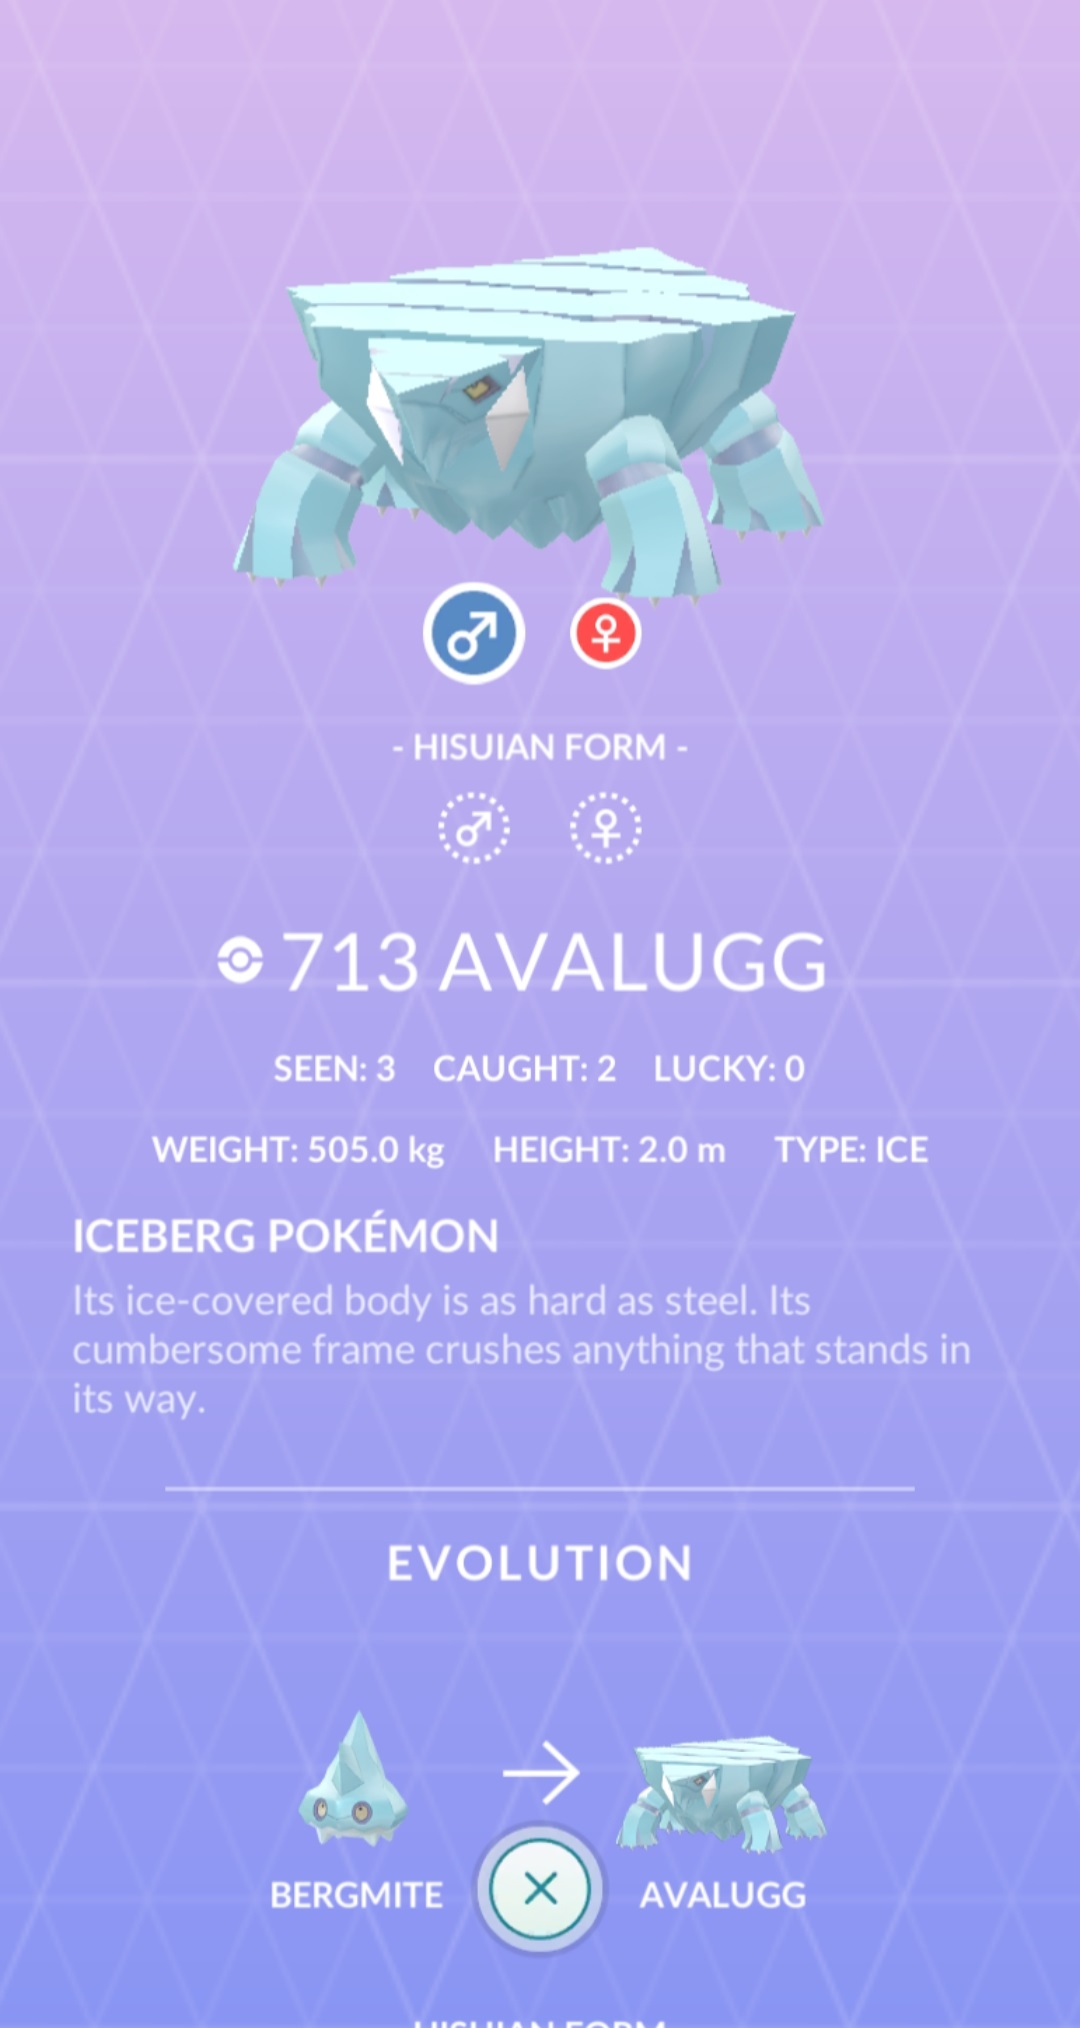 - HISUIAN FORM -
713 AVALUGG
SEEN: 3 CAUGHT: 2 LUCKY: 0
WEIGHT: 505.0 kg HEIGHT: 2.0 m TYPE: ICE
ICEBERG POKÉMON
Its ice-covered body is as hard as steel. Its
cumbersome frame crushes anything that stands in
its way.
EVOLUTION
BERGMITE AVALUGG
HISUIAN FORM